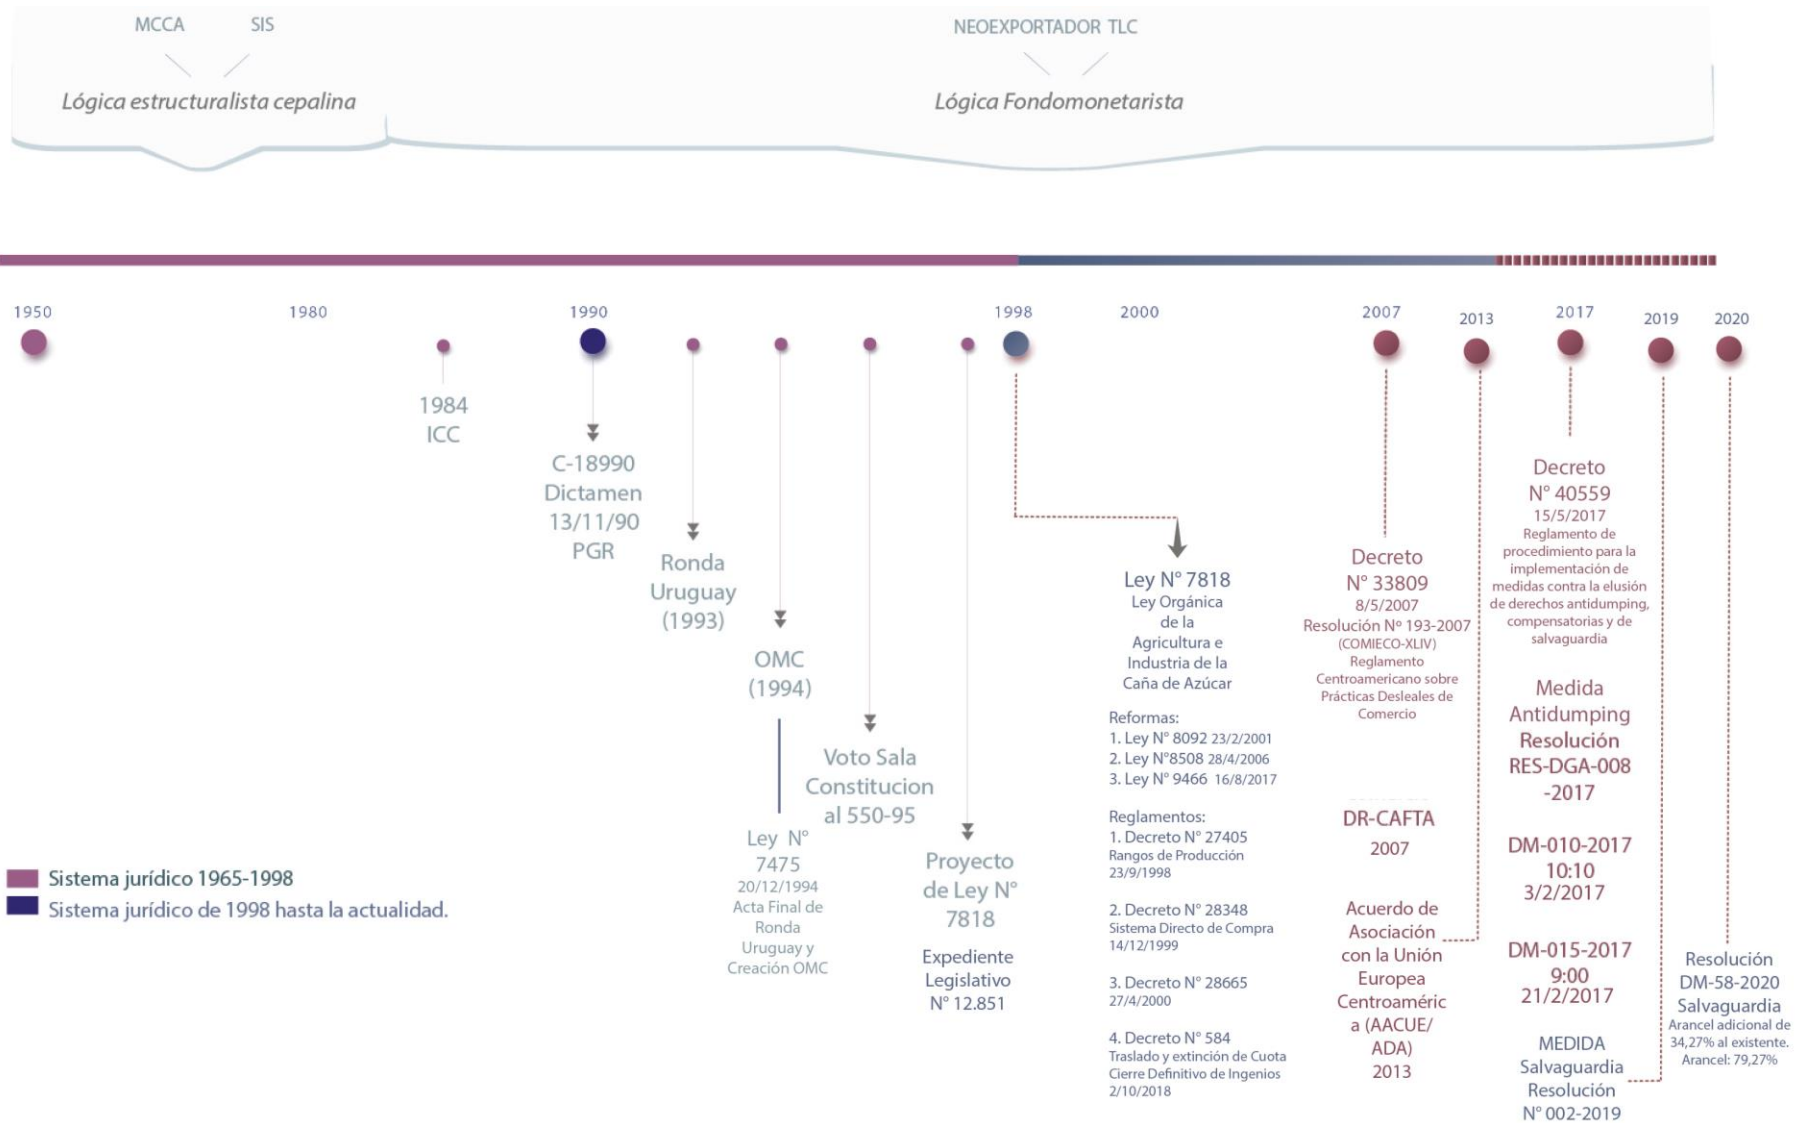 MCCA
SIS
Lógica estructuralista cepalina
NEOEXPORTADOR TLC
Lógica Fondomonetarista
1950
1980
1990
1998
2000
2007
2013
2017
2019
2020
1984
ICC
C-18990
Dictamen
13/11/90
PGR
Ronda
Uruguay
(1993)
OMC
(1994)
Ley N°
7475
20/12/1994
Acta Final de
Ronda
Uruguay y
Creación OMC
Voto Sala
Constitucion
al 550-95
Proyecto
de Ley N°
7818
Expediente
Legislativo
N° 12.851
Ley N° 7818
Ley Orgánica
de la
Agricultura e
Industria de la
Caña de Azúcar
Reformas:
1. Ley N° 8092 23/2/2001
2. Ley N°8508 28/4/2006
3. Ley N° 9466 16/8/2017
Reglamentos:
1. Decreto N° 27405
Rangos de Producción
23/9/1998
2. Decreto N° 28348
Sistema Directo de Compra
14/12/1999
3. Decreto N° 28665
27/4/2000
4. Decreto N° 584
Traslado y extinción de Cuota
Cierre Definitivo de Ingenios
2/10/2018
Decreto
N° 33809
8/5/2007
Resolución Nº 193-2007
(COMIECO-XLIV)
Reglamento
Centroamericano sobre
Prácticas Desleales de
Comercio
DR-CAFTA
2007
Acuerdo de
Asociación
con la Unión
Europea
Centroaméric
a (AACUE/
ADA)
2013
Decreto
N° 40559
15/5/2017
Reglamento de
procedimiento para la
implementación de
medidas contra la elusión
de derechos antidumping,
compensatorias y de
salvaguardia
Medida
Antidumping
Resolución
RES-DGA-008
-2017
DM-010-2017
10:10
3/2/2017
DM-015-2017
9:00
21/2/2017
MEDIDA
Salvaguardia
Resolución
N° 002-2019
Resolución
DM-58-2020
Salvaguardia
Arancel adicional de
34,27% al existente.
Arancel: 79,27%
Sistema jurídico 1965-1998
Sistema jurídico de 1998 hasta la actualidad.